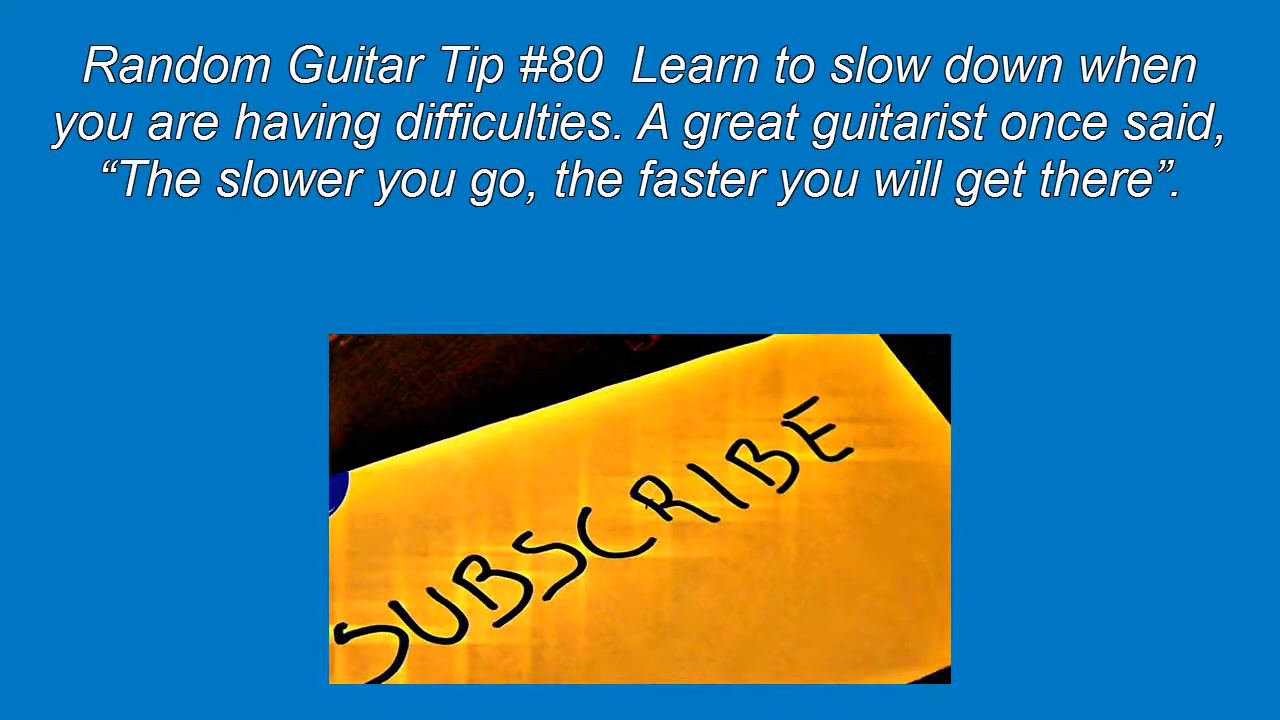 Random Guitar Tip #80  Learn to slow down when
you are having difficulties. A great guitarist once said,
“The slower you go, the faster you will get there”.
SUBSCRIBE